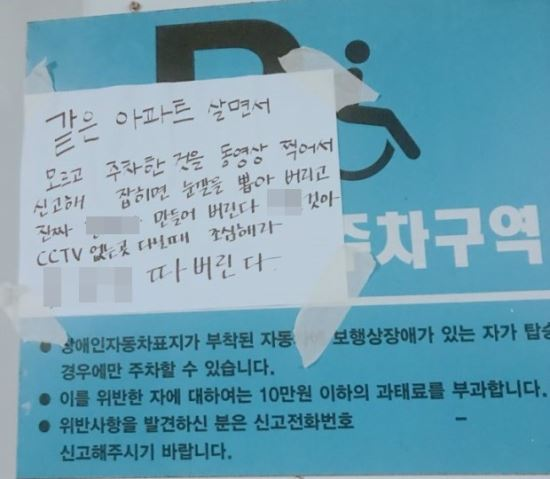 같은 아파트 살면서
모르고 주차한 것을 동영상 찍어서
신고해 잡히면 눈깔을 뽑아 버리고
진짜 만들어 버린다 것아
CCTV 없는곳 다닐때 조심해라
따 버린다.
주차구역
장애인자동차표지가 부착된 자동차에 보행상장애가 있는 자가 탑승
경우에만 주차할 수 있습니다.
이를 위반한 자에 대하여는 10만원 이하의 과태료를 부과합니다.
위반사항을 발견하신 분은 신고전화번호 –
신고해주시기 바랍니다.